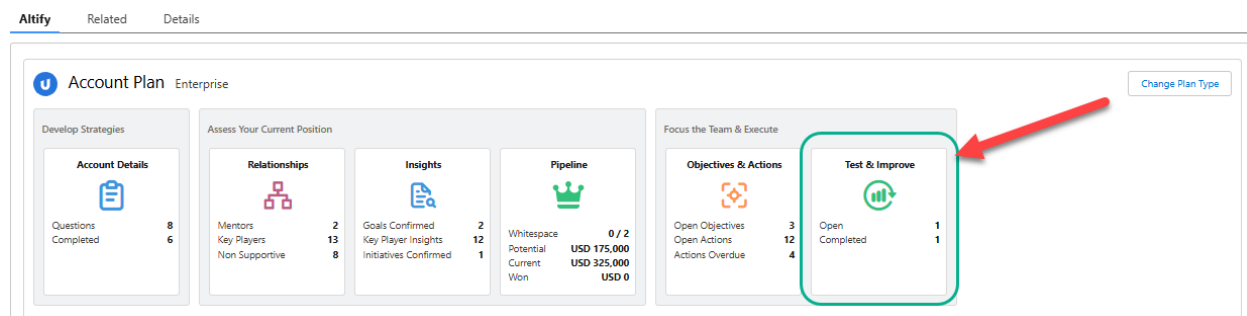 Altify Related Details
Account Plan Enterprise
Change Plan Type
Develop Strategies
Account Details
Questions 8
Completed 6
Assess Your Current Position
Relationships
Mentors 2
Key Players 13
Non Supportive 8
Insights
Goals Confirmed 2
Key Player Insights 12
Initiatives Confirmed 1
Pipeline
Whitespace 0 / 2
Potential USD 175,000
Current USD 325,000
Won USD 0
Focus the Team & Execute
Objectives & Actions
Open Objectives 3
Open Actions 12
Actions Overdue 4
Test & Improve
Open 1
Completed 1